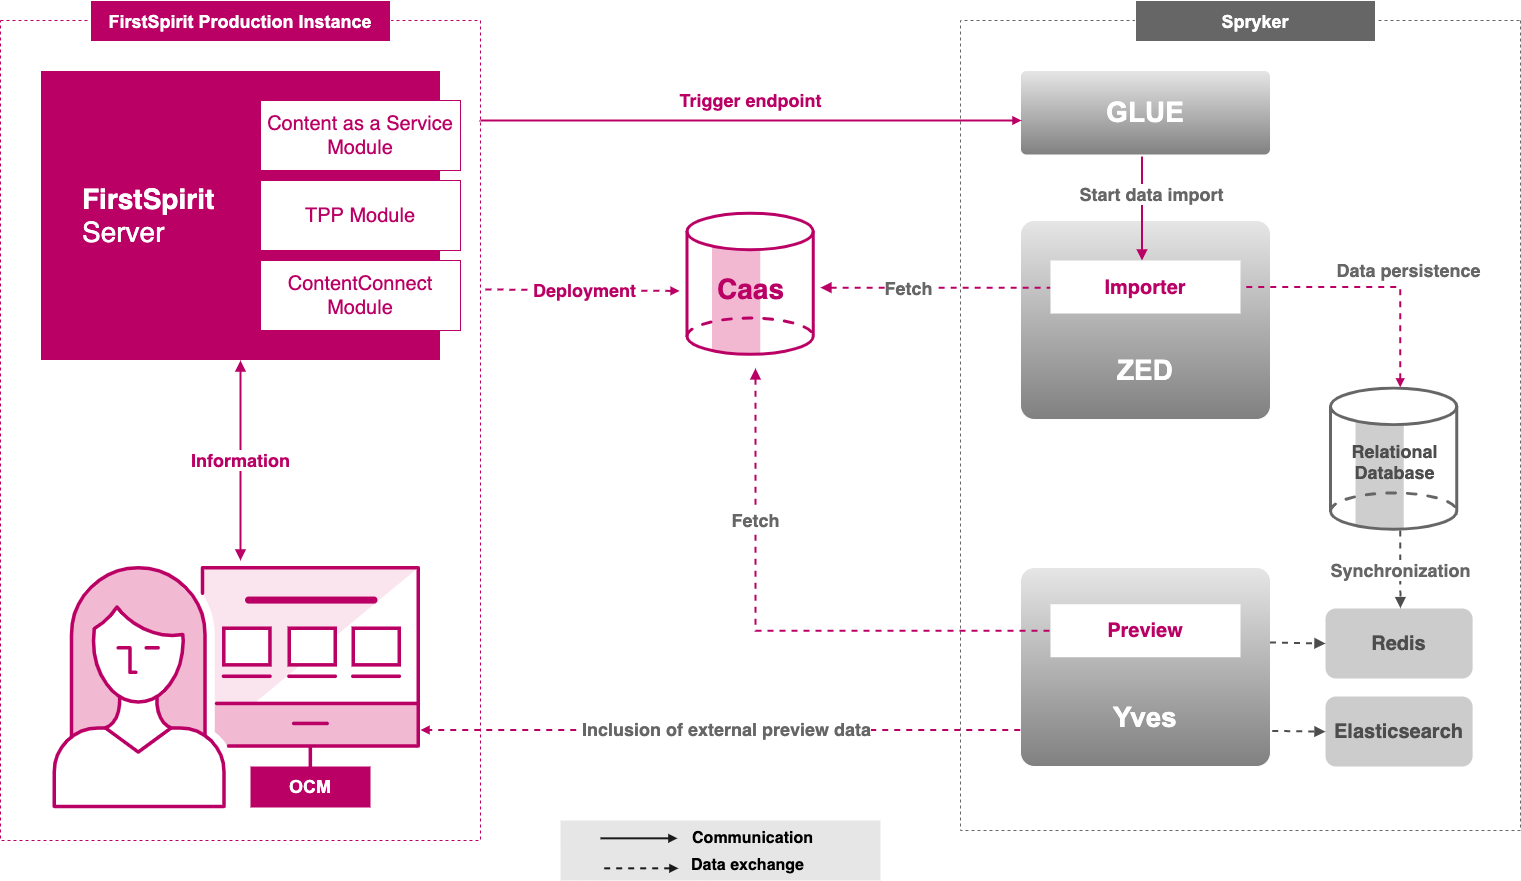 FirstSpirit Production Instance
Spryker
FirstSpirit
Server
Content as a Service
Module
TPP Module
ContentConnect
Module
Trigger endpoint
GLUE
Start data import
Deployment
Caas
Fetch
Importer
ZED
Data persistence
Relational
Database
Information
Fetch
Synchronization
Preview
Yves
Redis
Elasticsearch
Inclusion of external preview data
OCM
Communication
Data exchange